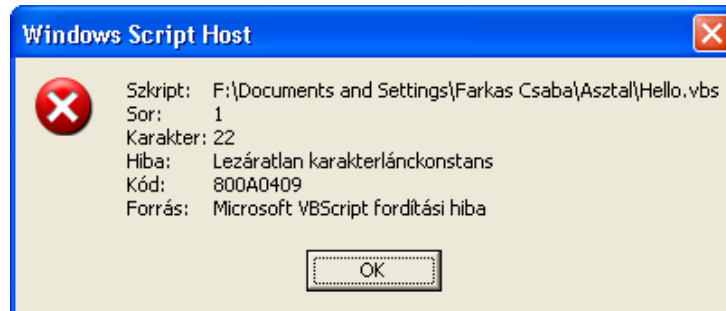 Windows Script Host
Szkript: F:\Documents and Settings\Farkas Csaba\Asztal\Hello.vbs
Sor: 1
Karakter: 22
Hiba: Lezáratlan karakterlánckonstans
Kód: 800A0409
Forrás: Microsoft VBScript fordítási hiba
OK